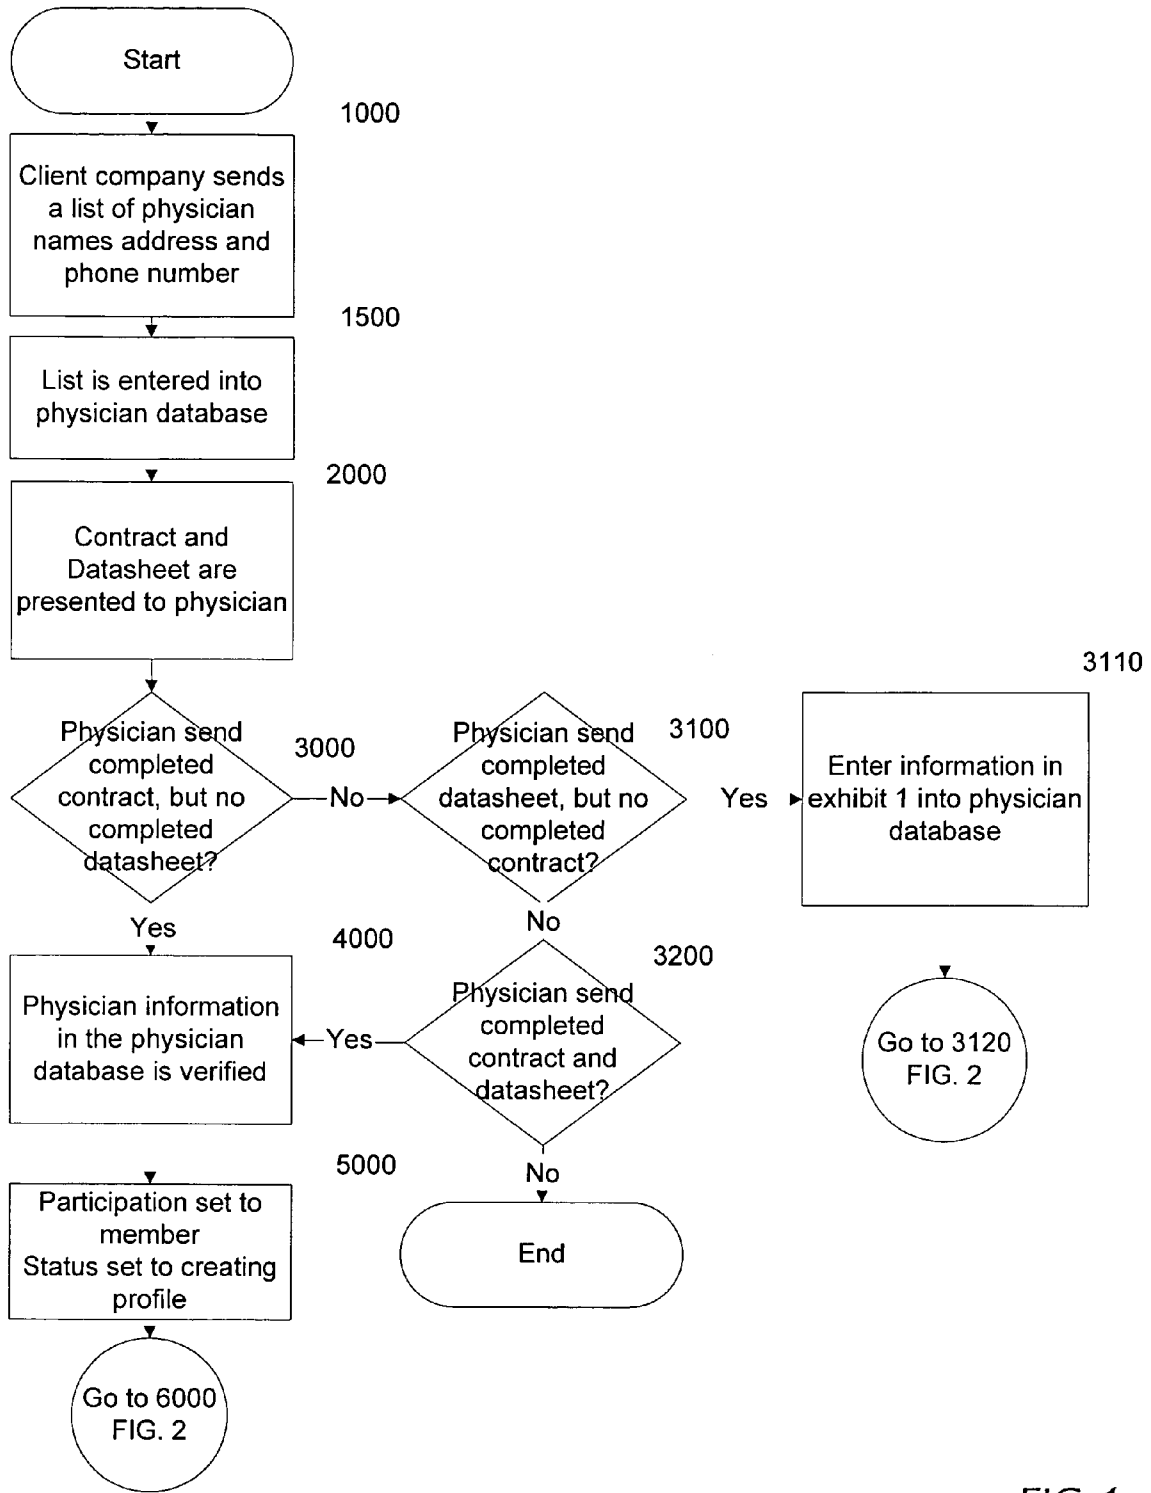 Start
1000
Client company sends
a list of physician
names address and
phone number
1500
List is entered into
physician database
2000
Contract and
Datasheet are
presented to physician
3000
Physician send
completed
contract, but no
completed
datasheet?
No
3100
Physician send
completed
datasheet, but no
completed
contract?
Yes
3110
Enter information in
exhibit 1 into physician
database
Yes
No
4000
Physician information
in the physician
database is verified
Yes
3200
Physician send
completed
contract and
datasheet?
Go to 3120
FIG. 2
5000
Participation set to
member
Status set to creating
profile
No
End
Go to 6000
FIG. 2